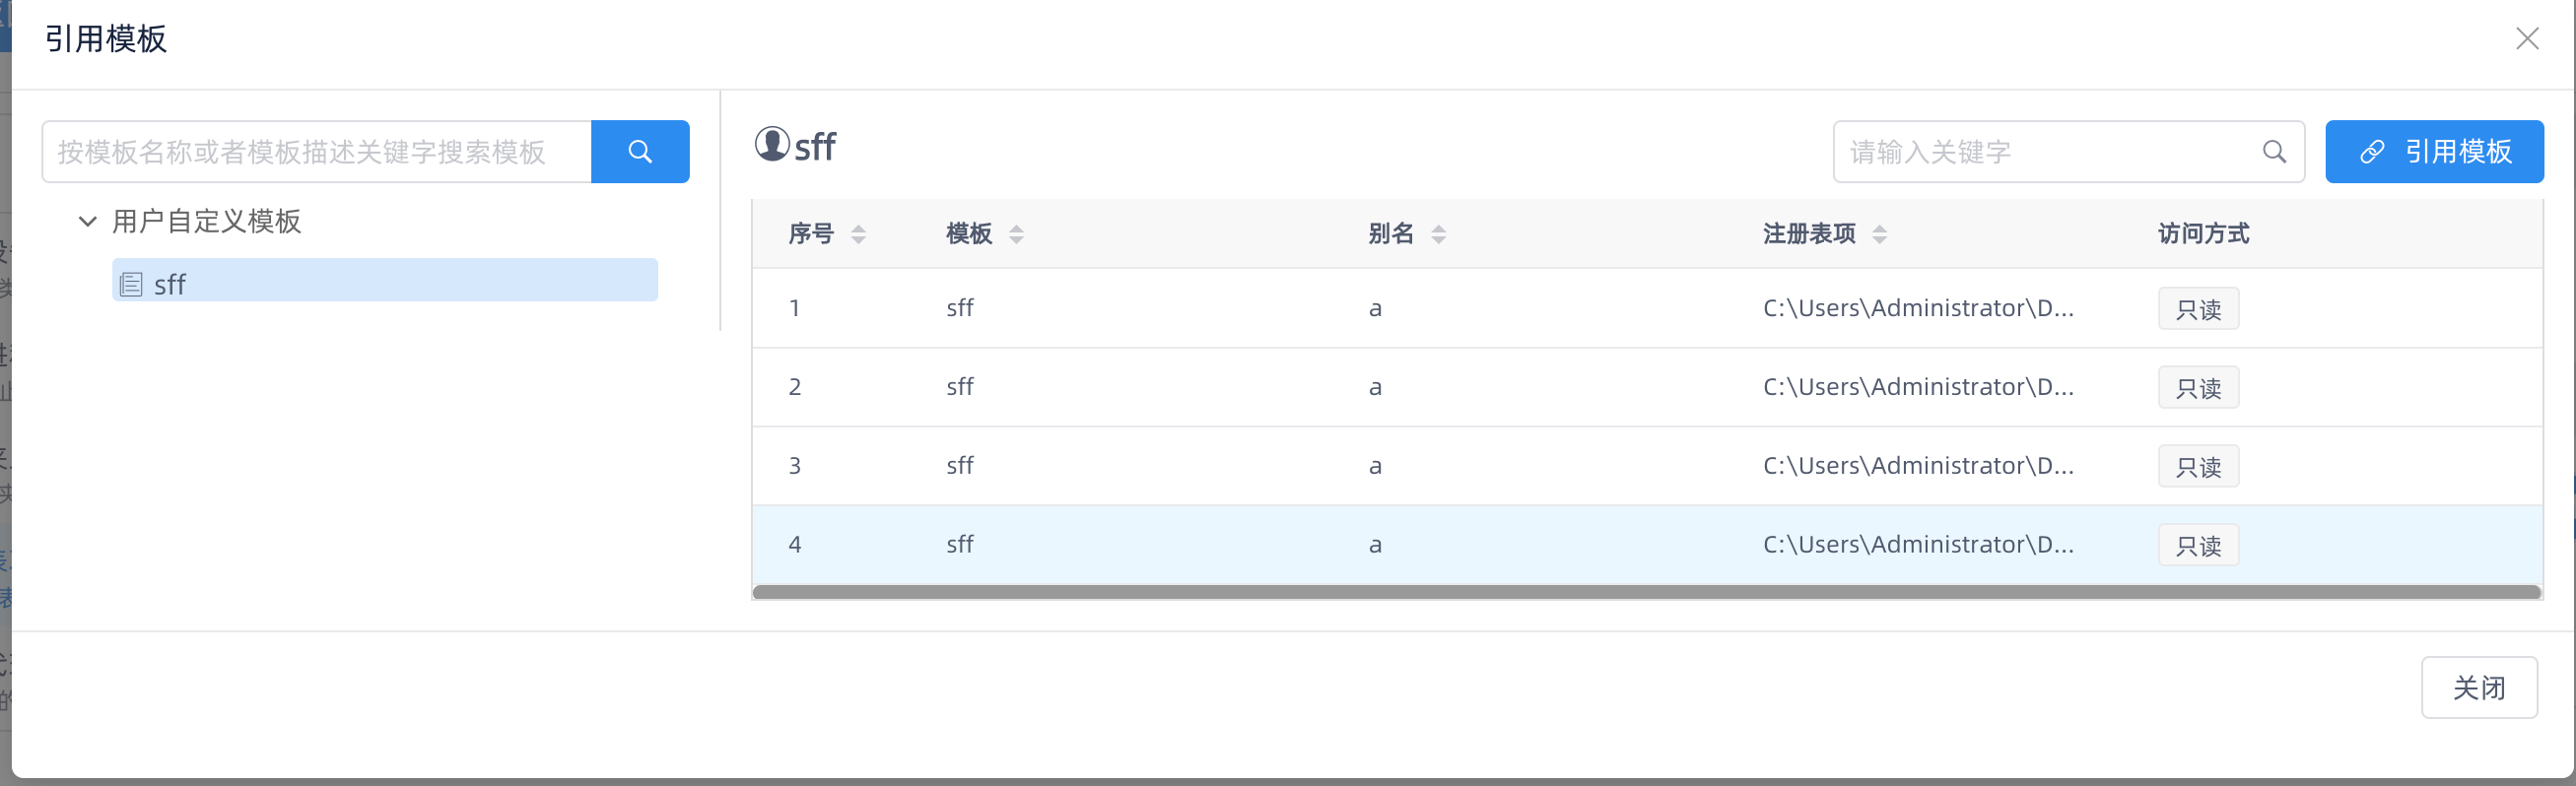 引用模板
按模板名称或者模板描述关键字搜索模板
用户自定义模板
sff
sff
请输入关键字
引用模板
序号 模板 别名 注册表项 访问方式
1 sff a C:\Users\Administrator\D... 只读
2 sff a C:\Users\Administrator\D... 只读
3 sff a C:\Users\Administrator\D... 只读
4 sff a C:\Users\Administrator\D... 只读
关闭